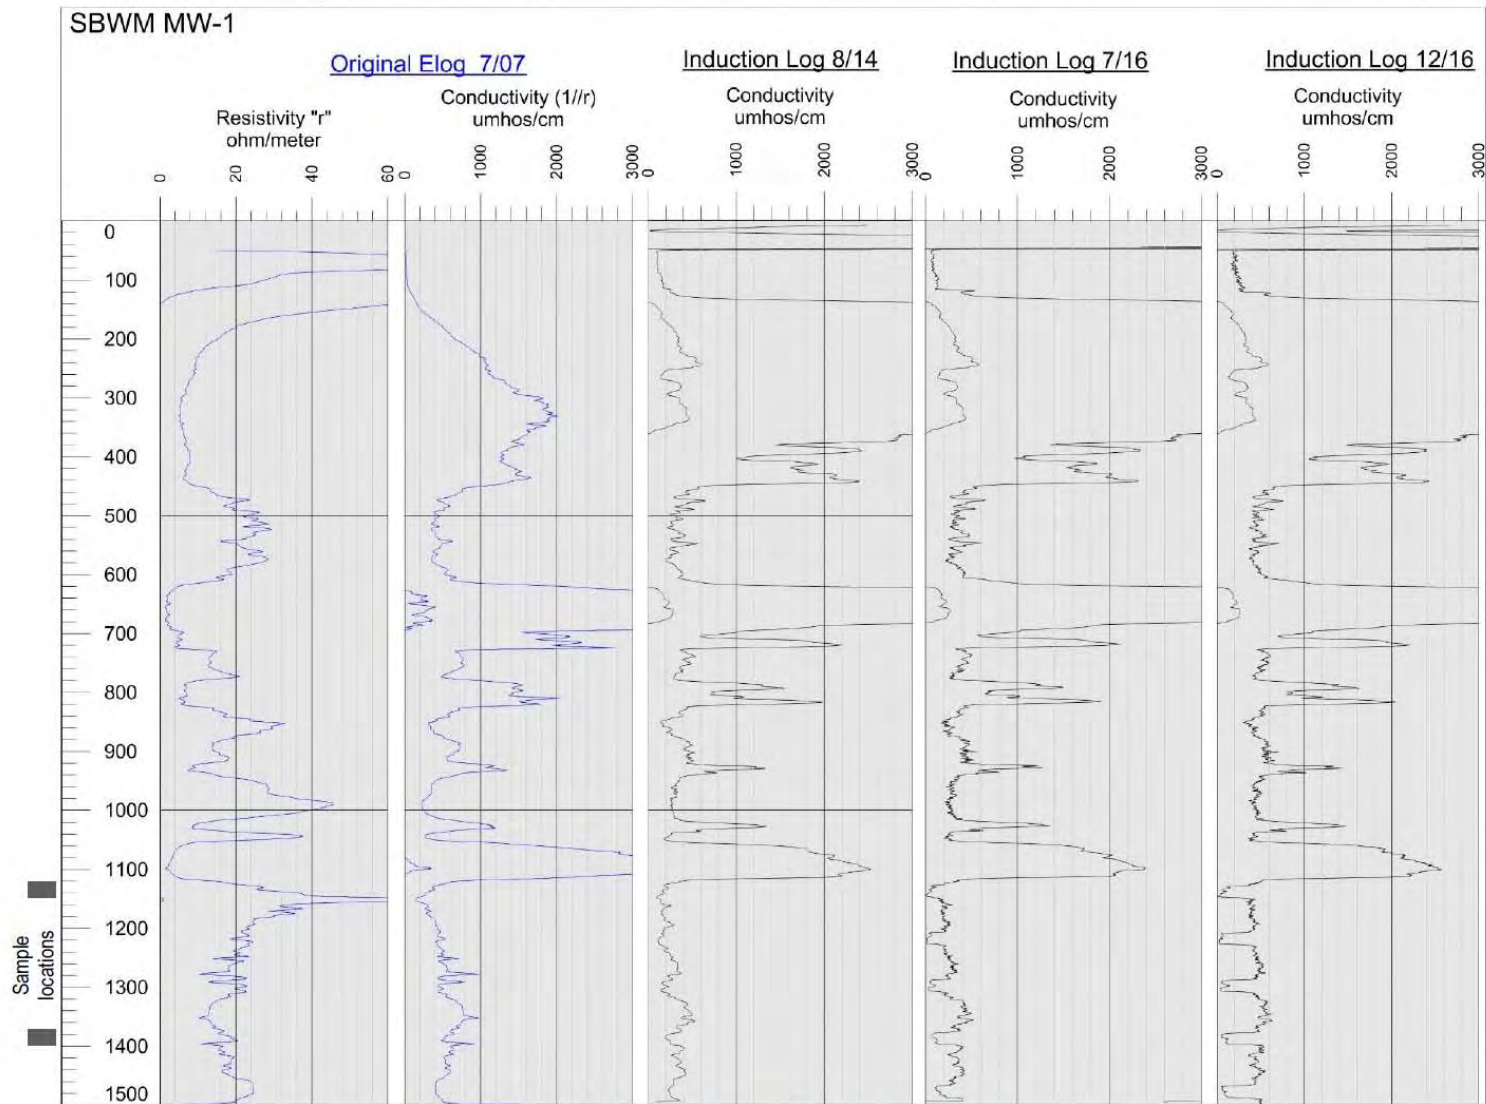 SBWM MW-1
Original Elog 7/07
Induction Log 8/14
Induction Log 7/16
Induction Log 12/16
Resistivity "r"
ohm/meter
Conductivity (1//r)
umhos/cm
Conductivity
umhos/cm
Conductivity
umhos/cm
Conductivity
umhos/cm
0 20 40 60
0 1000 2000 3000
0 1000 2000 3000
0 1000 2000 3000
0 1000 2000 3000
0
100
200
300
400
500
600
700
800
900
1000
1100
1200
1300
1400
1500
Sample
locations